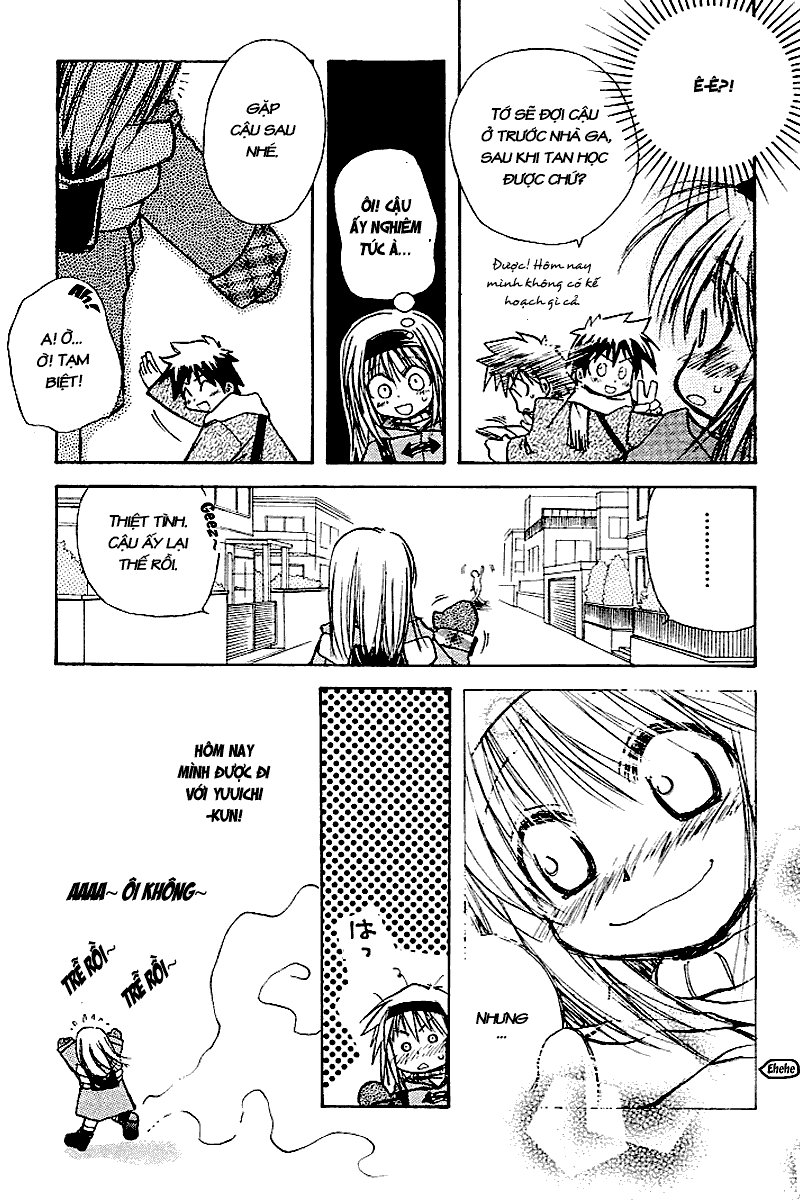 Ê-Ê?!
TỚ SẼ ĐỢI CẬU
Ở TRƯỚC NHÀ GA,
SAU KHI TAN HỌC
ĐƯỢC CHỨ?
Được! Hôm nay
mình không có kế
hoạch gì cả
ÔI! CẬU
ẤY NGHIÊM
TÚC À...
GẶP
CẬU SAU
NHÉ.
Ah!
A! Ở...
Ờ! TẠM
BIỆT!
.........
Geez~
THIỆT TÌNH.
CẬU ẤY LẠI
THẾ RỒI.
NHƯNG
...
Ehehe
はっ
HÔM NAY
MÌNH ĐƯỢC ĐI
VỚI YUUICHI
-KUN!
AAAA~ ÔI KHÔNG~
TRỄ RỒI~
TRỄ RỒI~